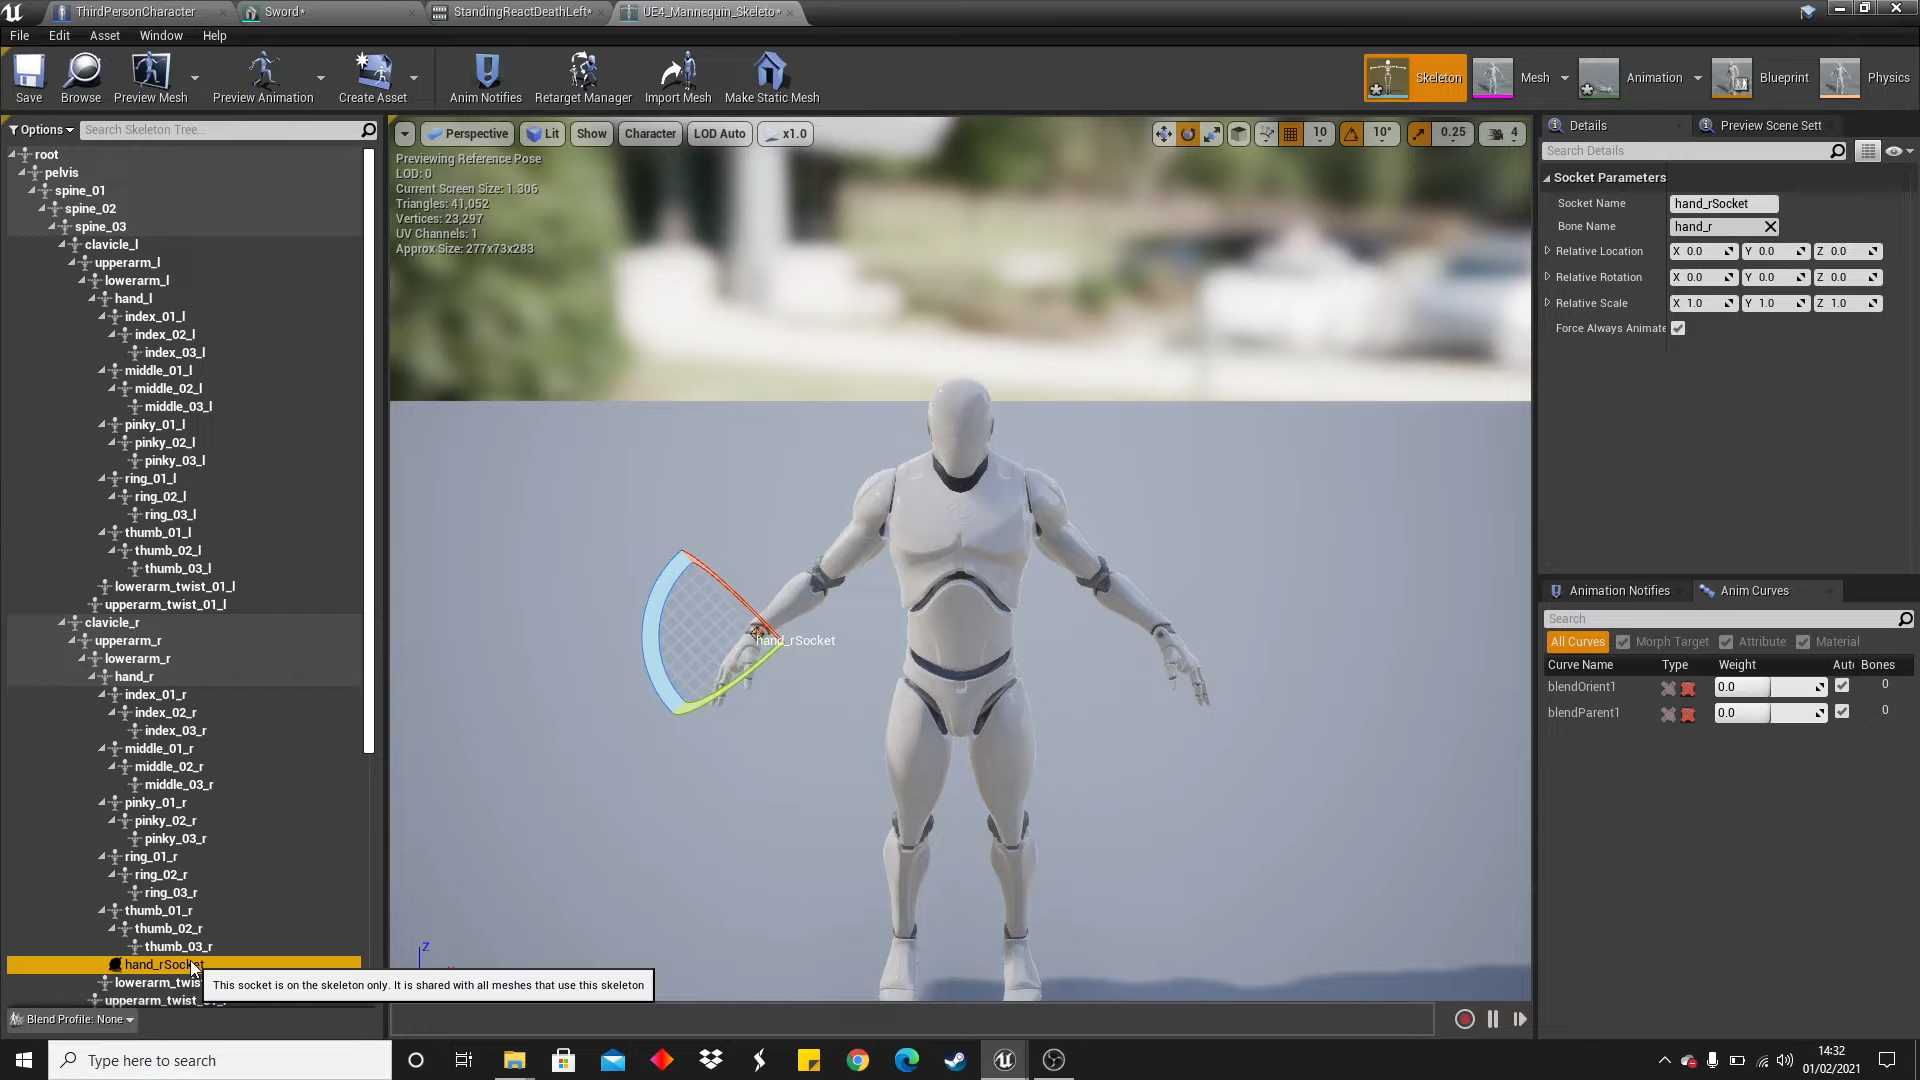 ThirdPersonCharacter
Sword*
StandingReactDeathLeft*
UE4_Mannequin_Skeleto*
File Edit Asset Window Help
Save
Browse
Preview Mesh
Preview Animation
Create Asset
Anim Notifies
Retarget Manager
Import Mesh
Make Static Mesh
Skeleton
Mesh
Animation
Blueprint
Physics
Options
Search Skeleton Tree...
root
pelvis
spine_01
spine_02
spine_03
clavicle_l
upperarm_l
lowerarm_l
hand_l
index_01_l
index_02_l
index_03_l
middle_01_l
middle_02_l
middle_03_l
pinky_01_l
pinky_02_l
pinky_03_l
ring_01_l
ring_02_l
ring_03_l
thumb_01_l
thumb_02_l
thumb_03_l
lowerarm_twist_01_l
upperarm_twist_01_l
clavicle_r
upperarm_r
lowerarm_r
hand_r
index_01_r
index_02_r
index_03_r
middle_01_r
middle_02_r
middle_03_r
pinky_01_r
pinky_02_r
pinky_03_r
ring_01_r
ring_02_r
ring_03_r
thumb_01_r
thumb_02_r
thumb_03_r
hand_rSocket
This socket is on the skeleton only. It is shared with all meshes that use this skeleton
Blend Profile: None
Perspective
Lit
Show
Character
LOD Auto
x1.0
10
10°
0.25
4
Previewing Reference Pose
LOD: 0
Current Screen Size: 1.306
Triangles: 41,052
Vertices: 23,297
UV Channels: 1
Approx Size: 277x73x283
hand_rSocket
Z
Details
Preview Scene Sett
Search Details
Socket Parameters
Socket Name hand_rSocket
Bone Name hand_r
Relative Location X 0.0 Y 0.0 Z 0.0
Relative Rotation X 0.0 Y 0.0 Z 0.0
Relative Scale X 1.0 Y 1.0 Z 1.0
Force Always Animate
Animation Notifies
Anim Curves
Search
All Curves Morph Target Attribute Material
Curve Name Type Weight Aut Bones
blendOrient1 0.0 0
blendParent1 0.0 0
Type here to search
14:32
01/02/2021